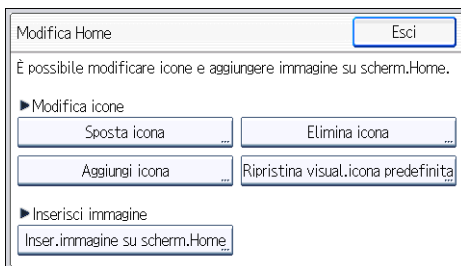 Modifica Home
Esci
È possibile modificare icone e aggiungere immagine su scherm.Home.
►Modifica icone
Sposta icona ...
Elimina icona ...
Aggiungi icona ...
Ripristina visual.icona predefinita ...
►Inserisci immagine
Inser.immagine su scherm.Home ...